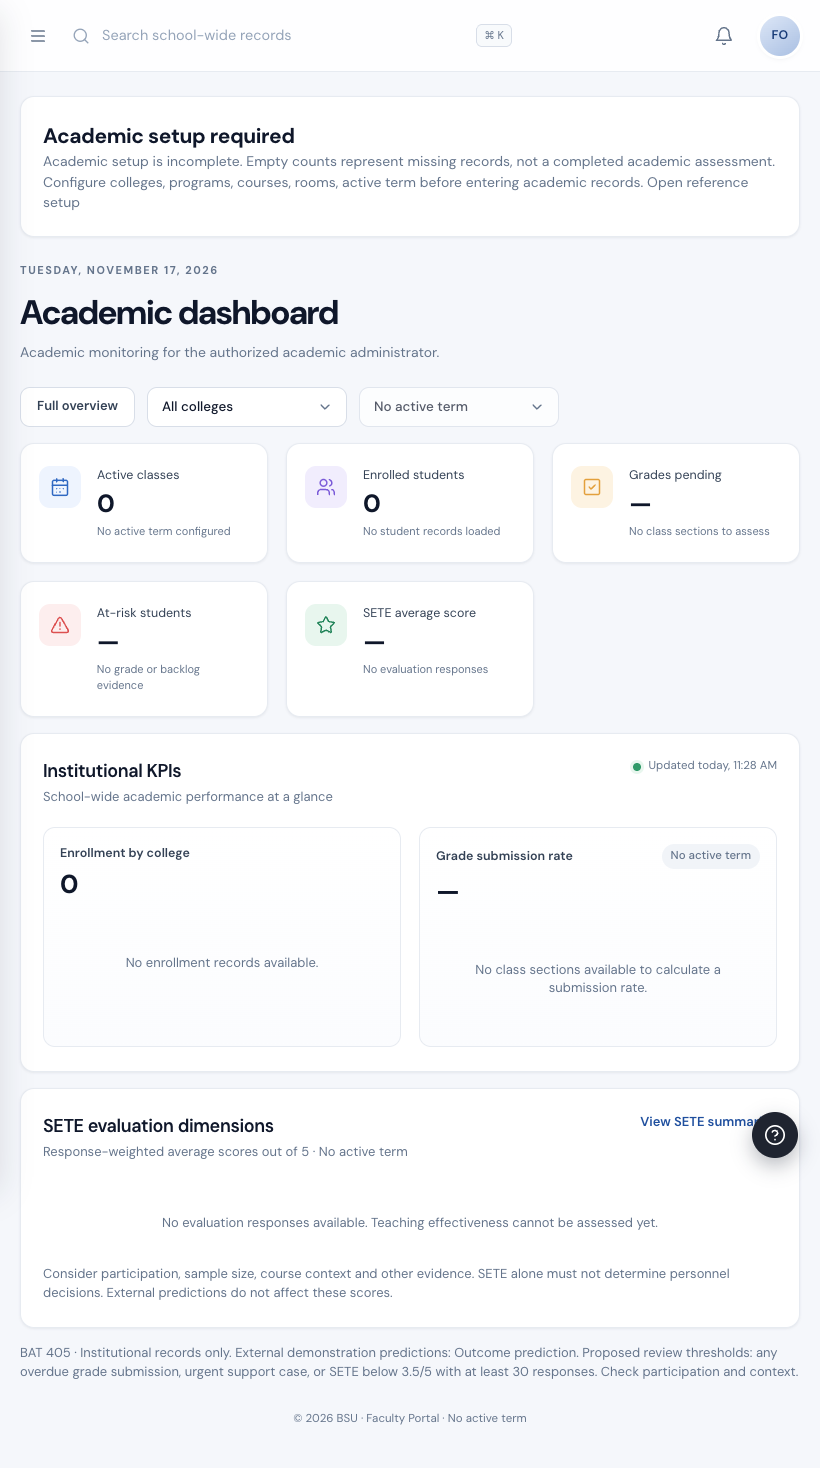 Search school-wide records
⌘ K
FO
Academic setup required
Academic setup is incomplete. Empty counts represent missing records, not a completed academic assessment.
Configure colleges, programs, courses, rooms, active term before entering academic records. Open reference
setup
TUESDAY, NOVEMBER 17, 2026
Academic dashboard
Academic monitoring for the authorized academic administrator.
Full overview
All colleges
No active term
Active classes
0
No active term configured
Enrolled students
0
No student records loaded
Grades pending
—
No class sections to assess
At-risk students
—
No grade or backlog
evidence
SETE average score
—
No evaluation responses
Institutional KPIs
Updated today, 11:28 AM
School-wide academic performance at a glance
Enrollment by college
0
No enrollment records available.
Grade submission rate
No active term
—
No class sections available to calculate a
submission rate.
SETE evaluation dimensions
View SETE summar
Response-weighted average scores out of 5 · No active term
No evaluation responses available. Teaching effectiveness cannot be assessed yet.
Consider participation, sample size, course context and other evidence. SETE alone must not determine personnel
decisions. External predictions do not affect these scores.
BAT 405 · Institutional records only. External demonstration predictions: Outcome prediction. Proposed review thresholds: any
overdue grade submission, urgent support case, or SETE below 3.5/5 with at least 30 responses. Check participation and context.
© 2026 BSU · Faculty Portal · No active term